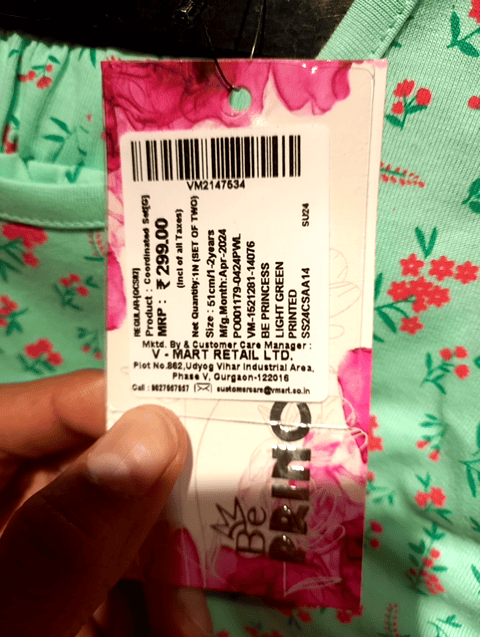 VM2147534
REGULAR-[GCS83]
Product : Coordinated Set[G]
MRP : ₹ 299.00
(Incl of all Taxes)
Net Quantity: 1N (SET OF TWO)
Size : 51cm/1-2years
Mfg.Month:Apr-2024
PO001179-0424PWL
VM-1521281-14076
BE PRINCESS
LIGHT GREEN
PRINTED
SS24CSAA14
SU24
Mktd. By & Customer Care Manager :
V - MART RETAIL LTD.
Plot No.862,Udyog Vihar Industrial Area,
Phase V, Gurgaon-122016
Call : 9627667657 customercare@vmart.co.in
Be
PRINC